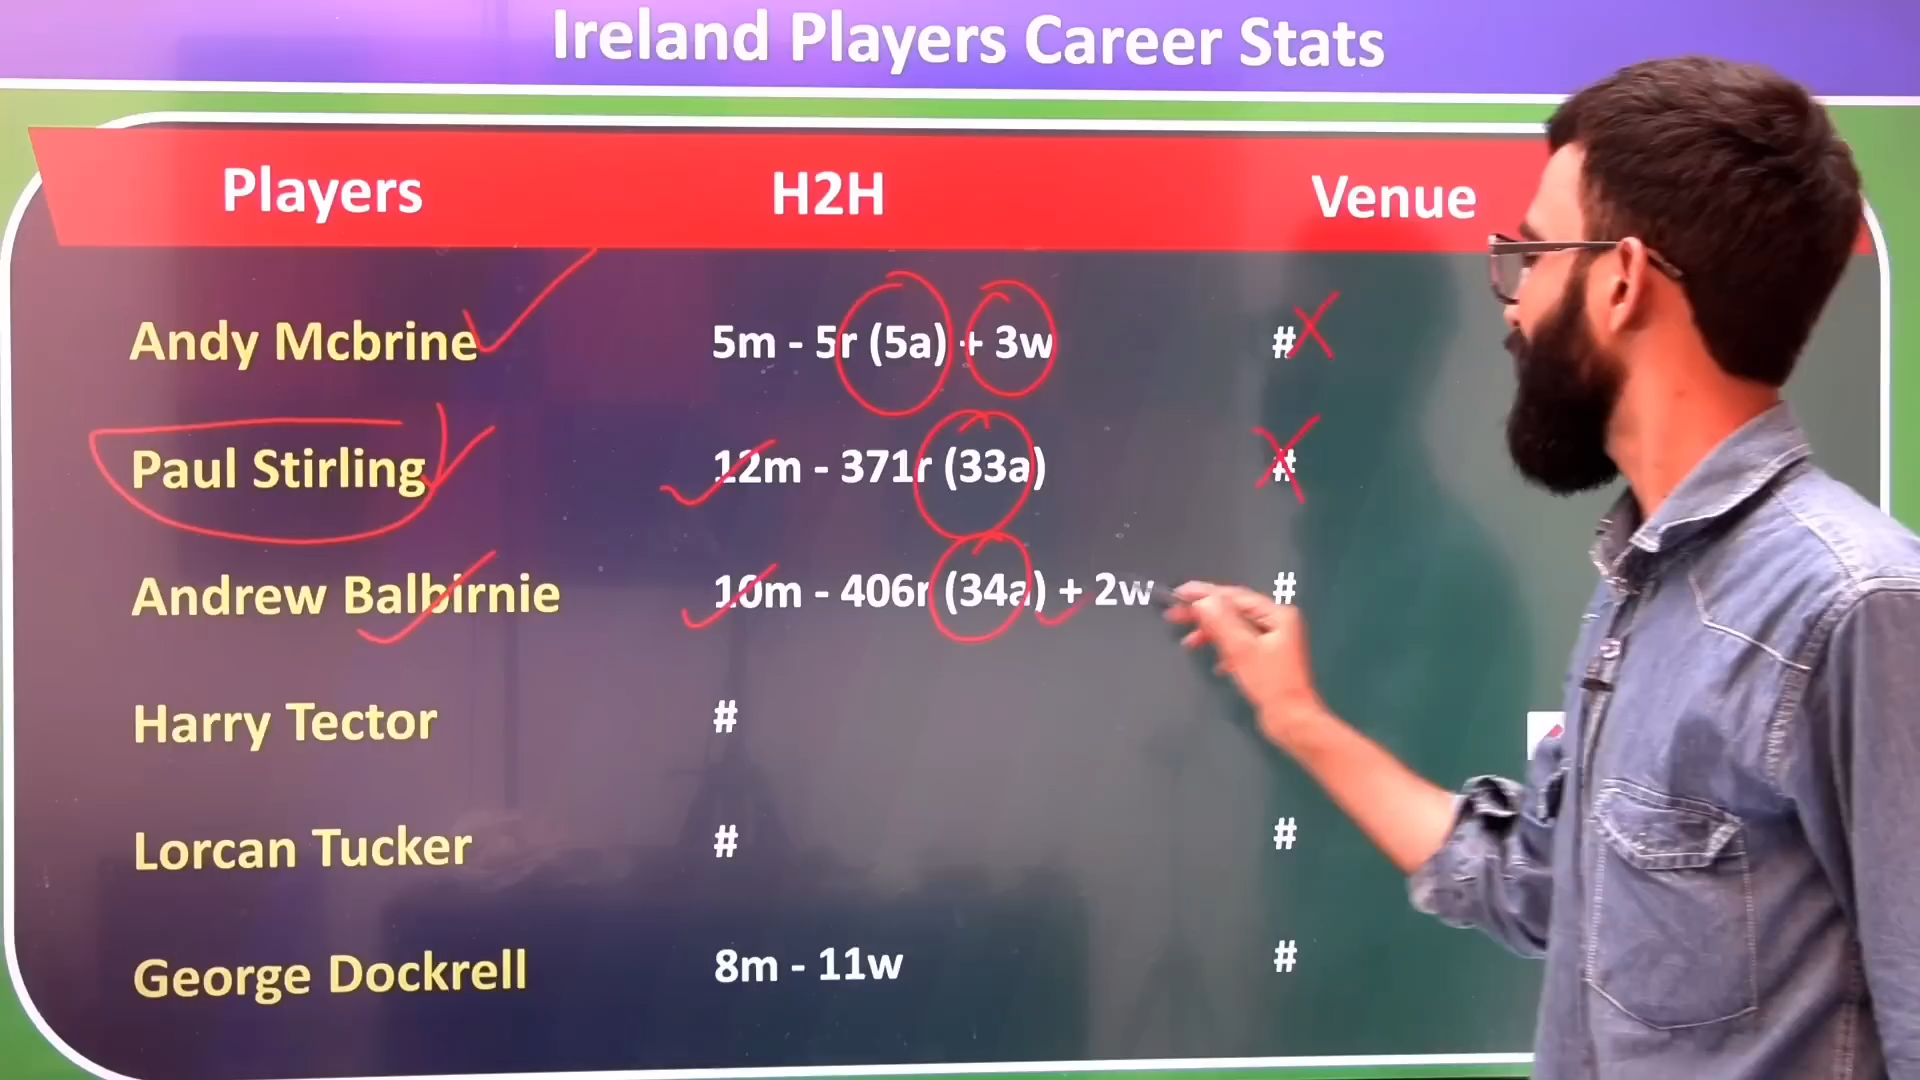 Ireland Players Career Stats
Players H2H Venue
Andy Mcbrine 5m - 5r (5a) + 3w #
Paul Stirling 12m - 371r (33a) #
Andrew Balbirnie 10m - 406r (34a) + 2w #
Harry Tector #
Lorcan Tucker # #
George Dockrell 8m - 11w #